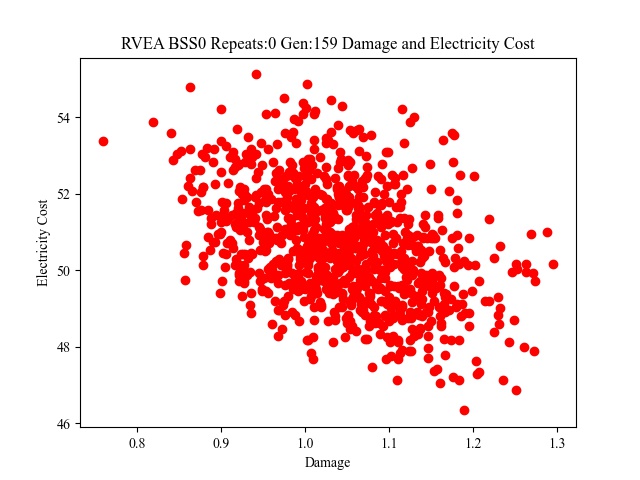 RVEA BSS0 Repeats:0 Gen:159 Damage and Electricity Cost
Electricity Cost
54
52
50
48
46
0.8 0.9 1.0 1.1 1.2 1.3
Damage